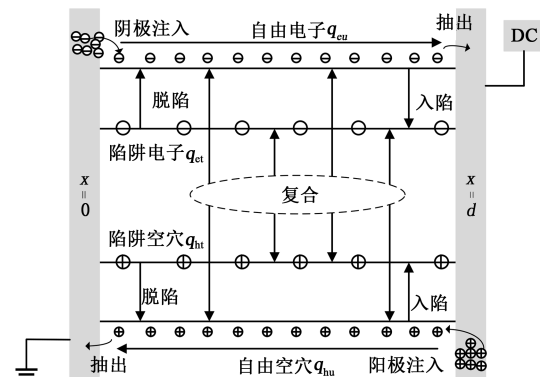 阴极注入
自由电子qeu
抽出
DC
脱陷
入陷
陷阱电子qet
x=0
复合
x=d
陷阱空穴qht
脱陷
入陷
抽出
自由空穴qhu
阳极注入